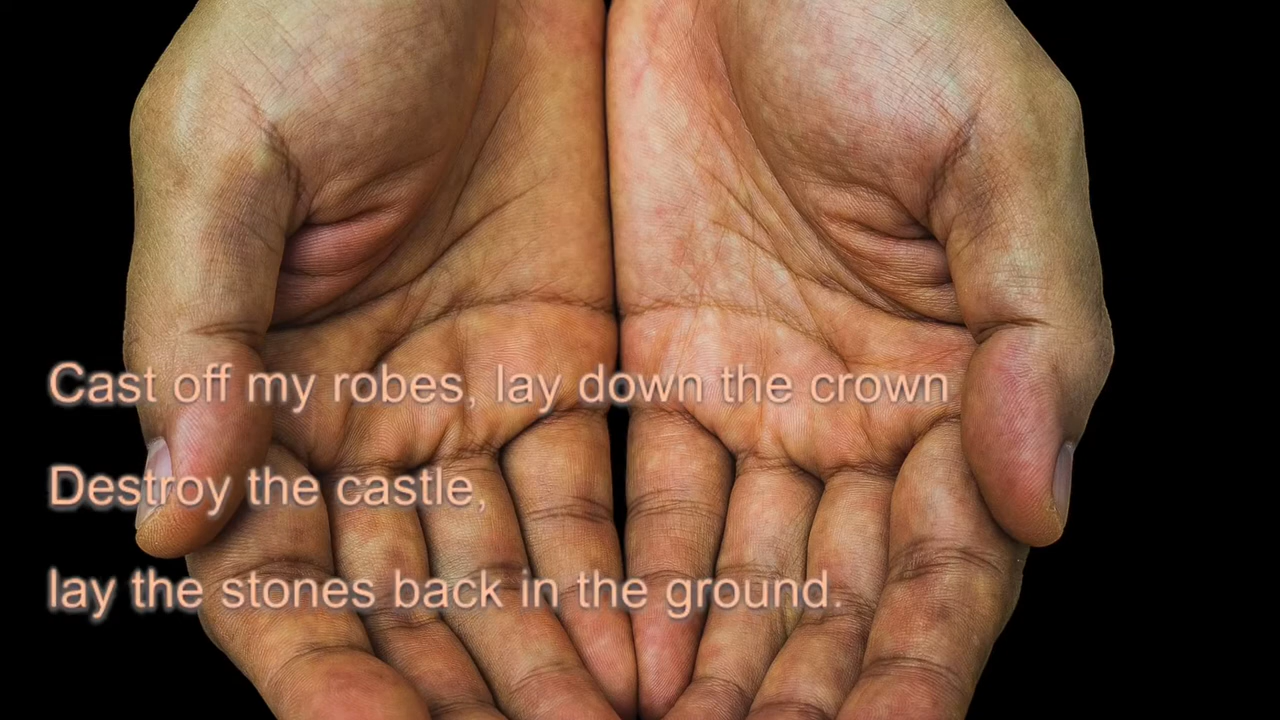 Cast off my robes, lay down the crown
Destroy the castle,
lay the stones back in the ground.